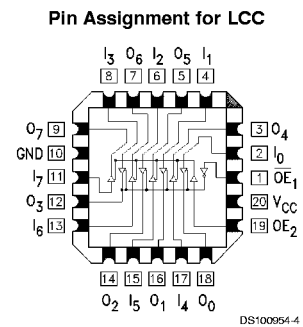 Pin Assignment for LCC
I3 O6 I2 O5 I1
8 7 6 5 4
O7 9
GND 10
I7 11
O3 12
I6 13
3 O4
2 I0
1 O̅E̅1
20 VCC
19 OE2
14 15 16 17 18
O2 I5 O1 I4 O0
DS100954-4